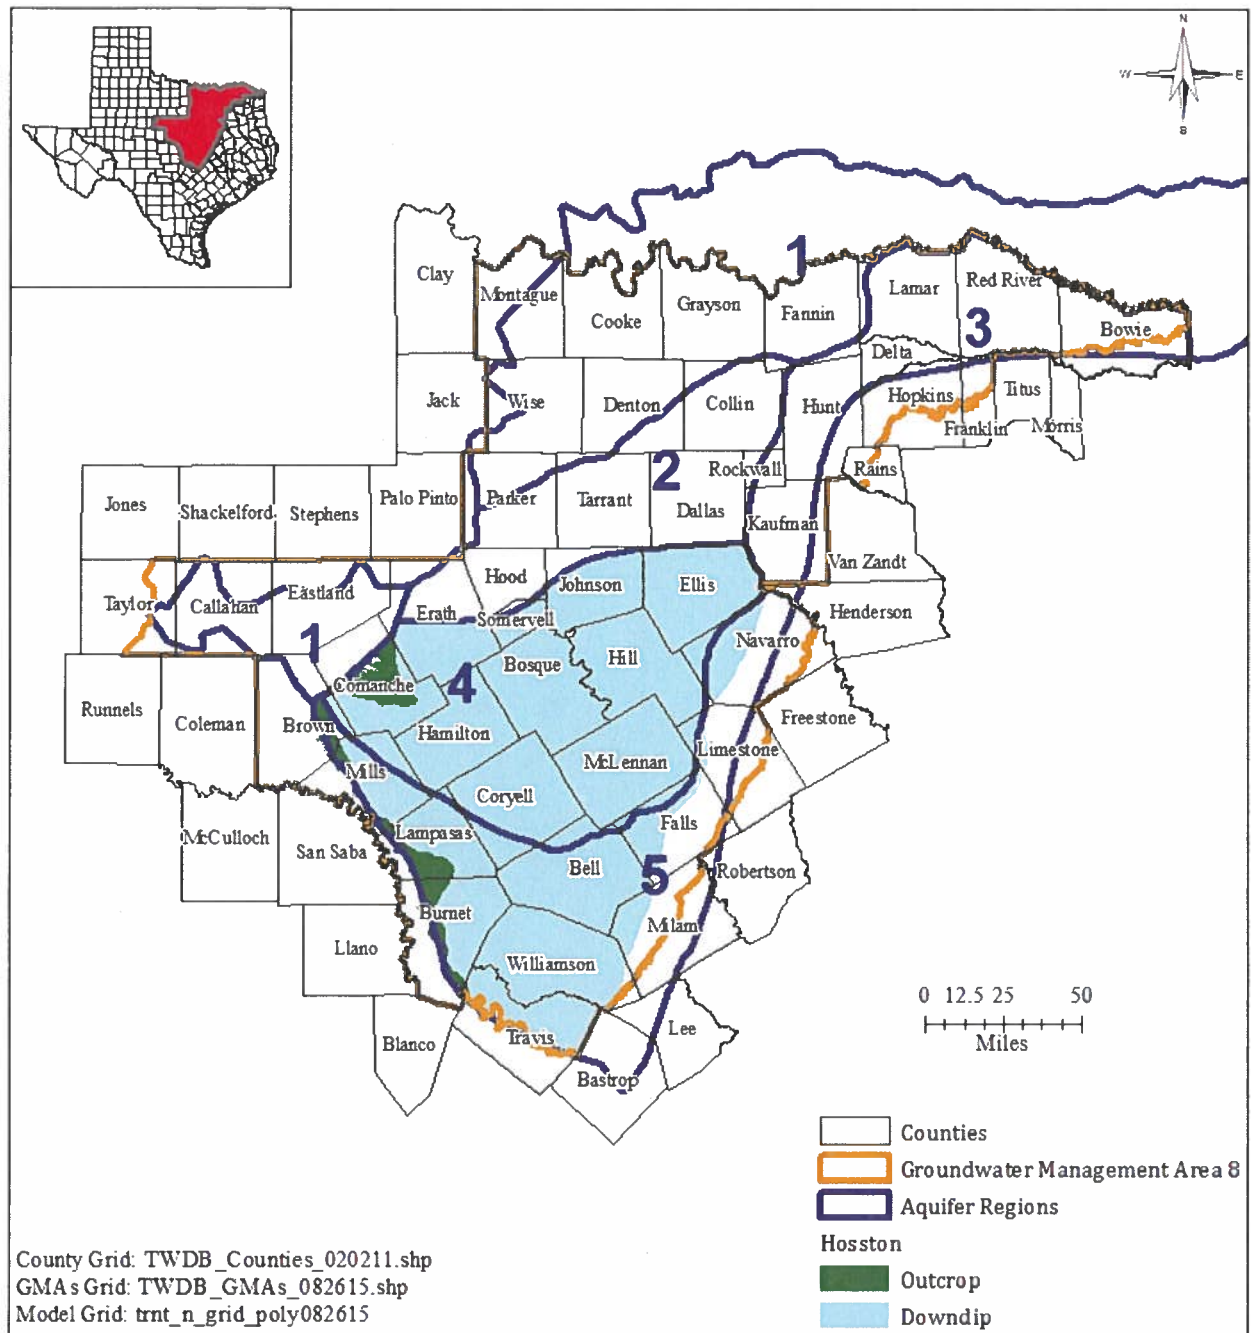 N
W E
S
1
Clay
Montague
Cooke
Grayson
Fannin
Lamar
Red River
3
Bowie
Delta
Jack
Wise
Denton
Collin
Hunt
Hopkins
Titus
Franklin
Morris
2
Rockwall
Rains
Jones
Shackelford
Stephens
Palo Pinto
Parker
Tarrant
Dallas
Kaufman
Van Zandt
Taylor
Callahan
Eastland
Hood
Johnson
Ellis
Erath
Somervell
Henderson
1
Navarro
Comanche
4
Bosque
Hill
Runnels
Coleman
Brown
Hamilton
Freestone
Limestone
Mills
McLennan
Coryell
McCulloch
San Saba
Lampasas
Falls
Bell
5
Robertson
Burnet
Milam
Llano
Williamson
Travis
Lee
Blanco
Bastrop
0 12.5 25 50
Miles
Counties
Groundwater Management Area 8
Aquifer Regions
Hosston
Outcrop
Downdip
County Grid: TWDB_Counties_020211.shp
GMAs Grid: TWDB_GMAs_082615.shp
Model Grid: trnt_n_grid_poly082615